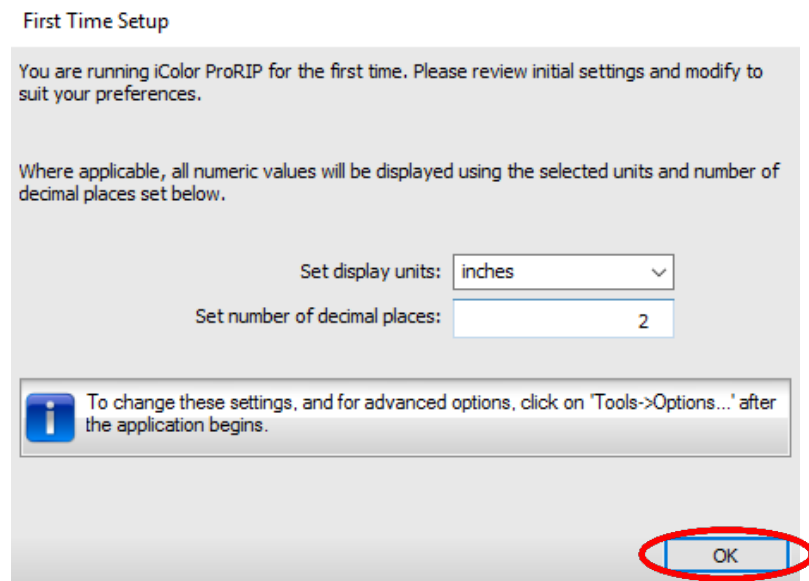 First Time Setup
You are running iColor ProRIP for the first time. Please review initial settings and modify to
suit your preferences.
Where applicable, all numeric values will be displayed using the selected units and number of
decimal places set below.
Set display units: inches
Set number of decimal places: 2
To change these settings, and for advanced options, click on 'Tools->Options...' after
the application begins.
OK